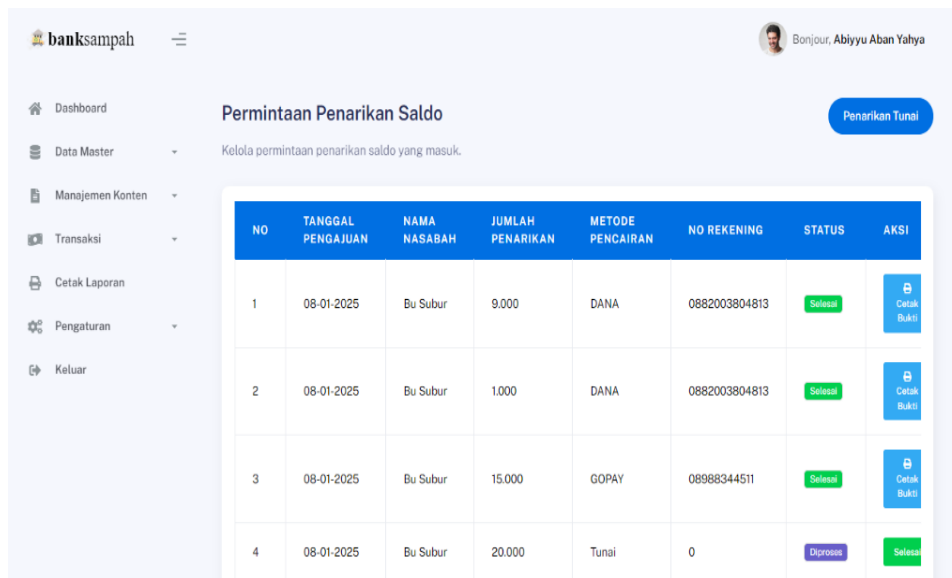 banksampah
Bonjour, Abiyyu Aban Yahya
Dashboard
Data Master
Manajemen Konten
Transaksi
Cetak Laporan
Pengaturan
Keluar
Permintaan Penarikan Saldo
Penarikan Tunai
Kelola permintaan penarikan saldo yang masuk.
NO TANGGAL PENGAJUAN NAMA NASABAH JUMLAH PENARIKAN METODE PENCAIRAN NO REKENING STATUS AKSI
1 08-01-2025 Bu Subur 9.000 DANA 0882003804813 Selesai Cetak Bukti
2 08-01-2025 Bu Subur 1.000 DANA 0882003804813 Selesai Cetak Bukti
3 08-01-2025 Bu Subur 15.000 GOPAY 08988344511 Selesai Cetak Bukti
4 08-01-2025 Bu Subur 20.000 Tunai 0 Diproses Selesai